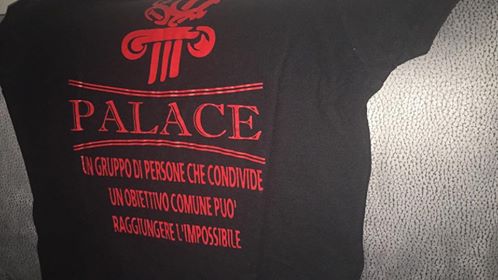 PALACE
UN GRUPPO DI PERSONE CHE CONDIVIDE
UN OBIETTIVO COMUNE PUO'
RAGGIUNGERE L'IMPOSSIBILE